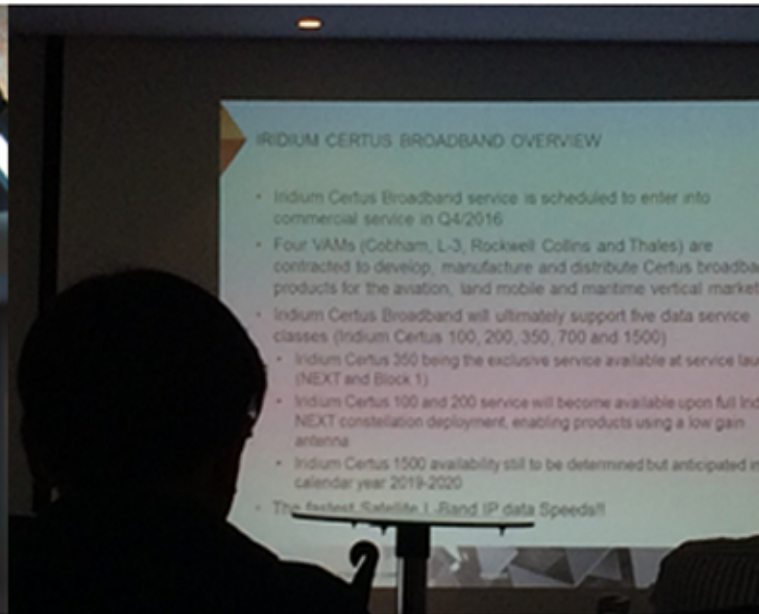 IRIDIUM CERTUS BROADBAND OVERVIEW
• Iridium Certus Broadband service is scheduled to enter into
commercial service in Q4/2016
• Four VAMs (Cobham, L-3, Rockwell Collins and Thales) are
contracted to develop, manufacture and distribute Certus broadba
products for the aviation, land mobile and maritime vertical market
• Iridium Certus Broadband will ultimately support five data service
classes (Iridium Certus 100, 200, 350, 700 and 1500)
• Iridium Certus 350 being the exclusive service available at service lau
(NEXT and Block 1)
• Iridium Certus 100 and 200 service will become available upon full Irid
NEXT constellation deployment, enabling products using a low gain
antenna
• Iridium Certus 1500 availability still to be determined but anticipated in
calendar year 2019-2020
• The fastest Satellite L-Band IP data Speeds!!